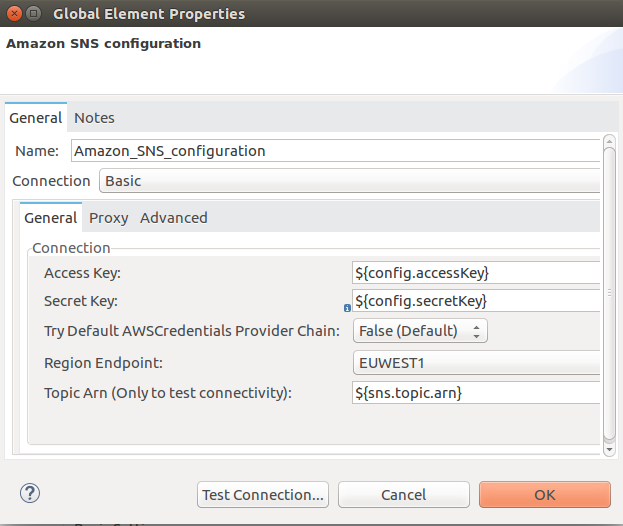 Global Element Properties
Amazon SNS configuration
General Notes
Name: Amazon_SNS_configuration
Connection Basic
General Proxy Advanced
Connection
Access Key: ${config.accessKey}
Secret Key: ${config.secretKey}
Try Default AWSCredentials Provider Chain: False (Default)
Region Endpoint: EUWEST1
Topic Arn (Only to test connectivity): ${sns.topic.arn}
? Test Connection... Cancel OK